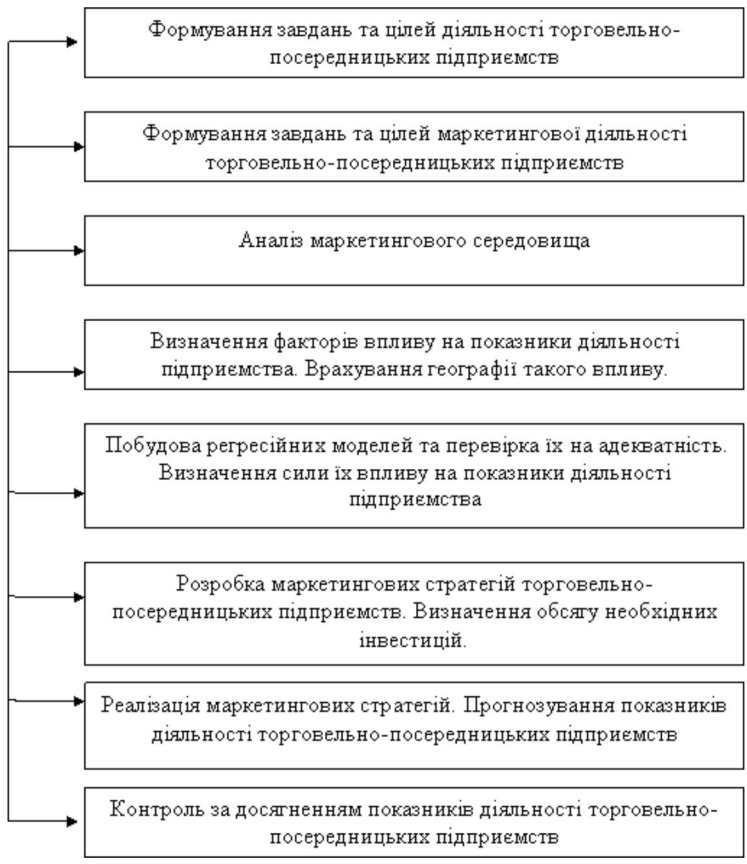 Формування завдань та цілей діяльності торговельно-
посередницьких підприємств
Формування завдань та цілей маркетингової діяльності
торговельно-посередницьких підприємств
Аналіз маркетингового середовища
Визначення факторів впливу на показники діяльності
підприємства. Врахування географії такого впливу.
Побудова регресійних моделей та перевірка їх на адекватність.
Визначення сили їх впливу на показники діяльності
підприємства
Розробка маркетингових стратегій торговельно-
посередницьких підприємств. Визначення обсягу необхідних
інвестицій.
Реалізація маркетингових стратегій. Прогнозування показників
діяльності торговельно-посередницьких підприємств
Контроль за досягненням показників діяльності торговельно-
посередницьких підприємств